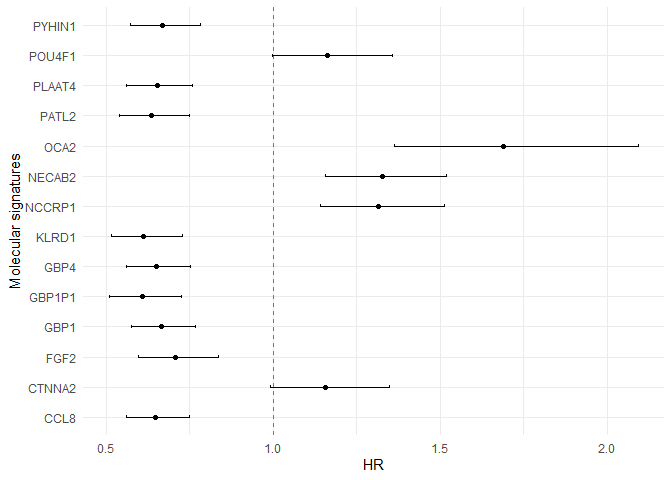 PYHIN1
POU4F1
PLAAT4
PATL2
OCA2
NECAB2
NCCRP1
KLRD1
GBP4
GBP1P1
GBP1
FGF2
CTNNA2
CCL8
Molecular signatures
0.5 1.0 1.5 2.0
HR